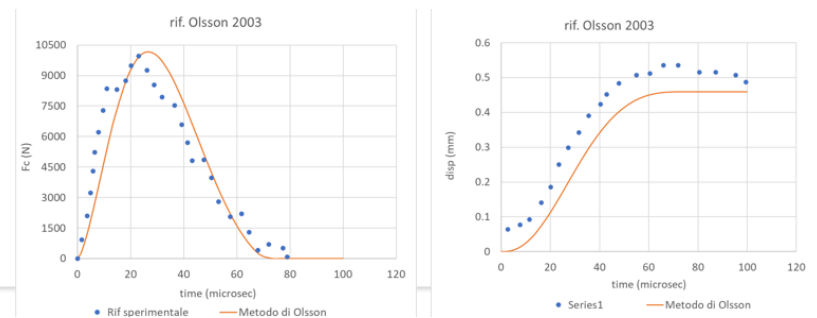 rif. Olsson 2003
10500
9000
7500
6000
4500
3000
1500
0
Fc (N)
0 20 40 60 80 100 120
time (microsec)
Rif sperimentale Metodo di Olsson
rif. Olsson 2003
0.6
0.5
0.4
0.3
0.2
0.1
0
disp (mm)
0 20 40 60 80 100 120
time (microsec)
Series1 Metodo di Olsson